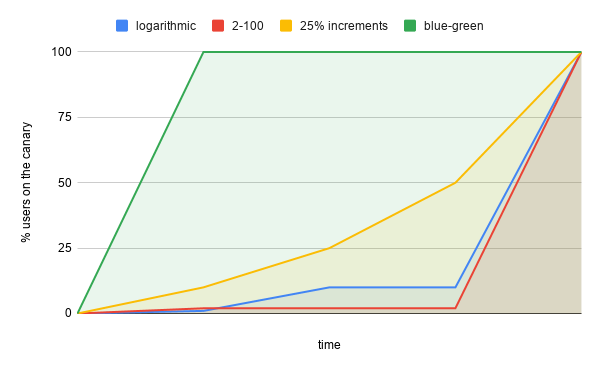 logarithmic 2-100 25% increments blue-green
100
75
50
25
0
% users on the canary
time